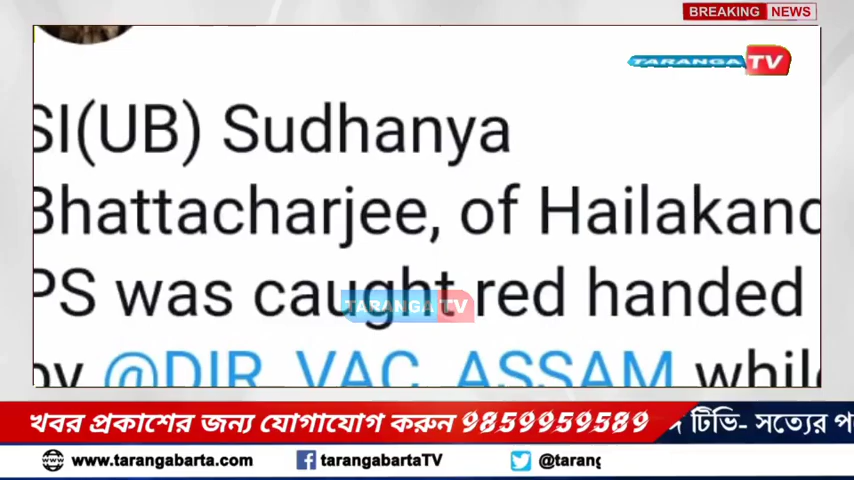 BREAKING NEWS
TARANGA TV
SI(UB) Sudhanya
Bhattacharjee, of Hailakand
PS was caught red handed
TARANGA TV
by @DIR_VAC_ASSAM while
খবর প্রকাশের জন্য যোগাযোগ করুন 9859959589 টিভি- সত্যের
www.tarangabarta.com tarangabartaTV @tarang